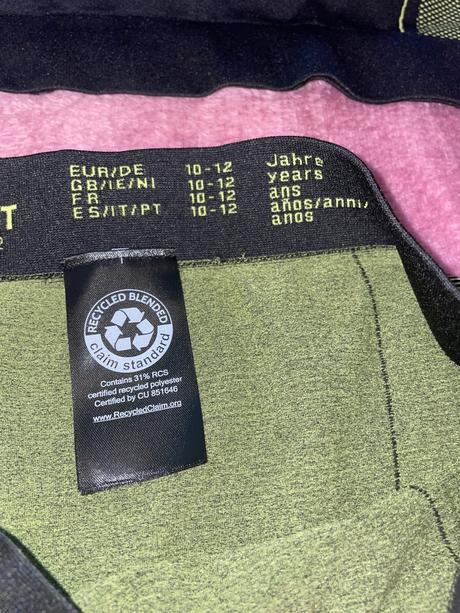 EUR/DE 10-12 Jahre
GB/IE/NI 10-12 years
FR 10-12 ans
ES/IT/PT 10-12 años/anni/
anos
RECYCLED BLENDED
claim standard
Contains 31% RCS
certified recycled polyester
Certified by CU 851646
www.RecycledClaim.org